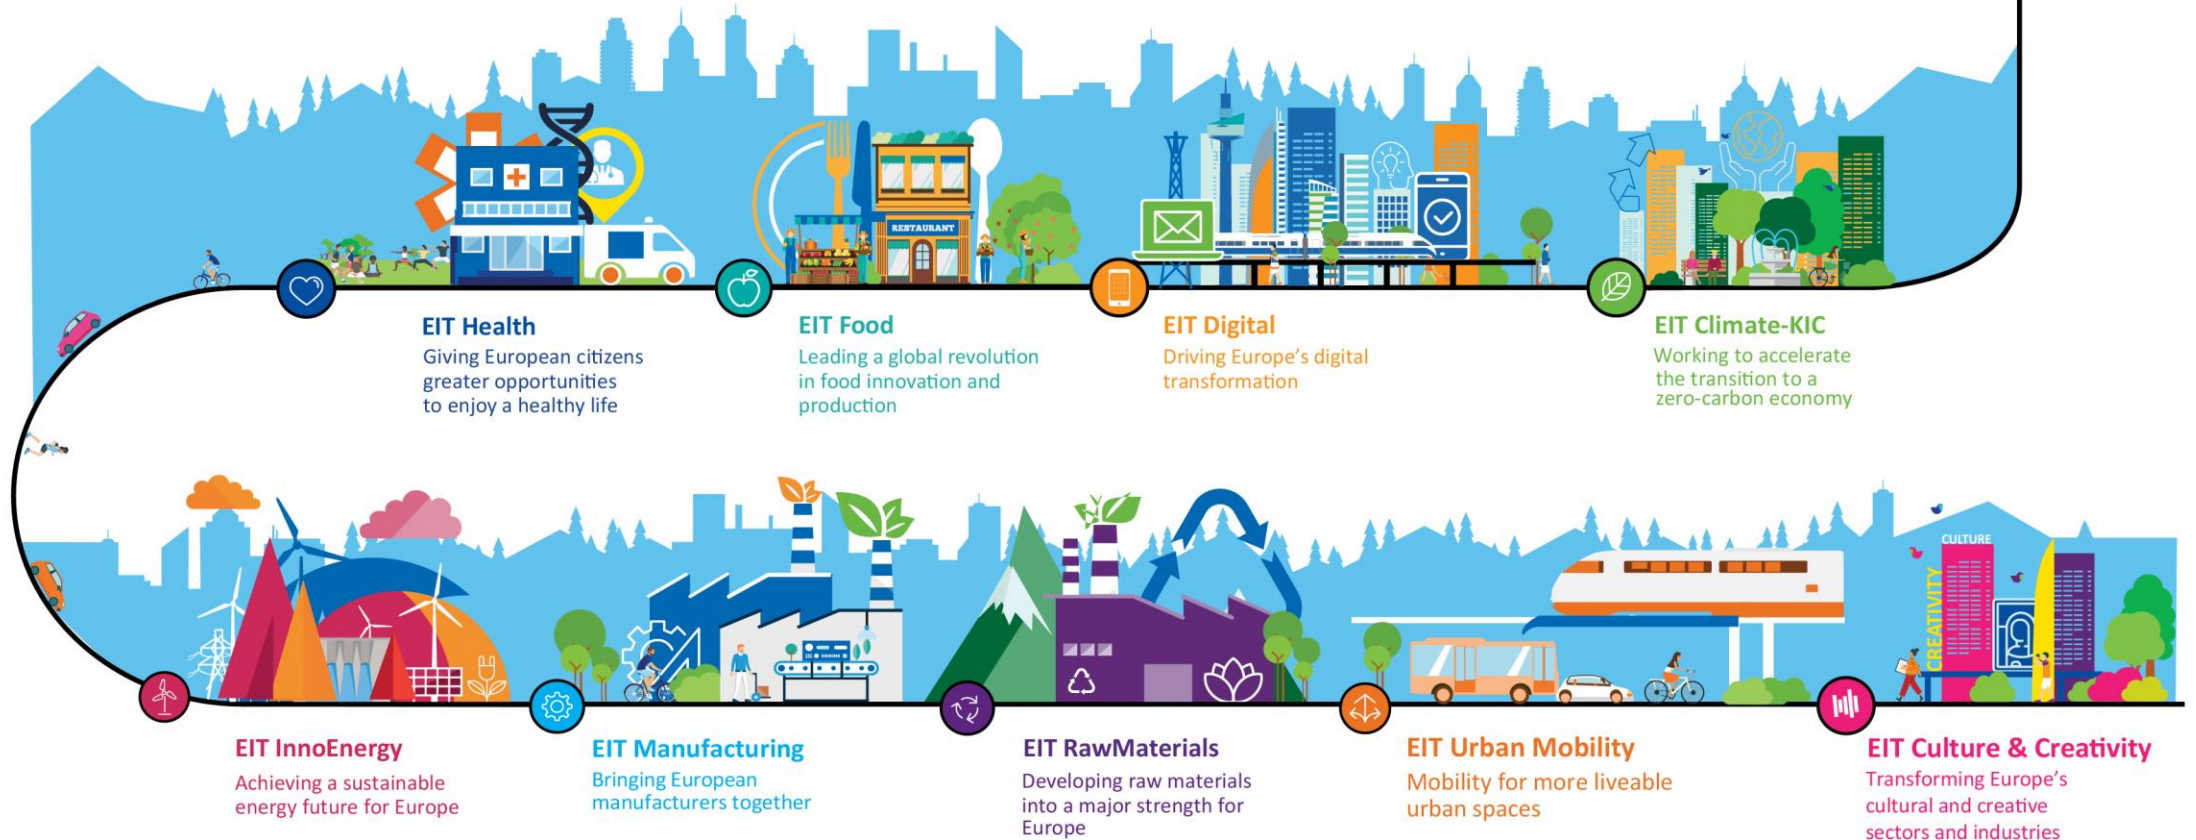 RESTAURANT
EIT Health
Giving European citizens
greater opportunities
to enjoy a healthy life
EIT Food
Leading a global revolution
in food innovation and
production
EIT Digital
Driving Europe's digital
transformation
EIT Climate-KIC
Working to accelerate
the transition to a
zero-carbon economy
CULTURE
CREATIVITY
EIT InnoEnergy
Achieving a sustainable
energy future for Europe
EIT Manufacturing
Bringing European
manufacturers together
EIT RawMaterials
Developing raw materials
into a major strength for
Europe
EIT Urban Mobility
Mobility for more liveable
urban spaces
EIT Culture & Creativity
Transforming Europe's
cultural and creative
sectors and industries